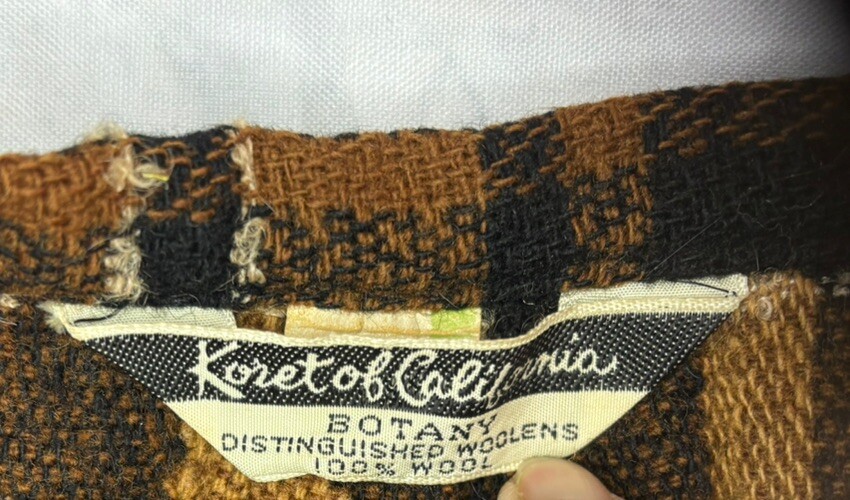 Koret of California
BOTANY
DISTINGUISHED WOOLENS
100% WOOL